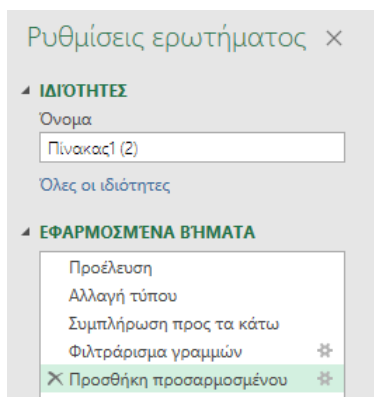 Ρυθμίσεις ερωτήματος
ΙΔΙΌΤΗΤΕΣ
Όνομα
Πίνακας1 (2)
Όλες οι ιδιότητες
ΕΦΑΡΜΟΣΜΈΝΑ ΒΉΜΑΤΑ
Προέλευση
Αλλαγή τύπου
Συμπλήρωση προς τα κάτω
Φιλτράρισμα γραμμών
Προσθήκη προσαρμοσμένου